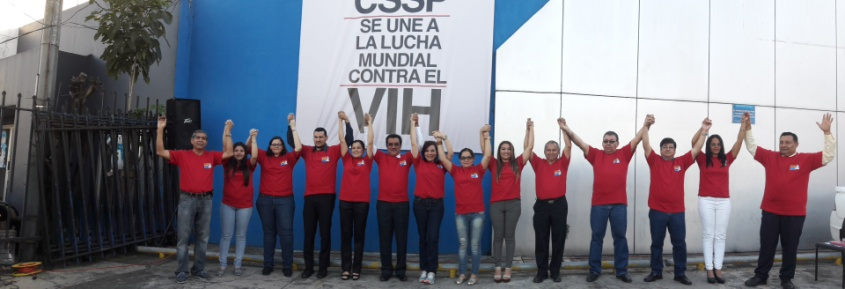 CSSP
SE UNE A
LA LUCHA
MUNDIAL
CONTRA EL
VIH